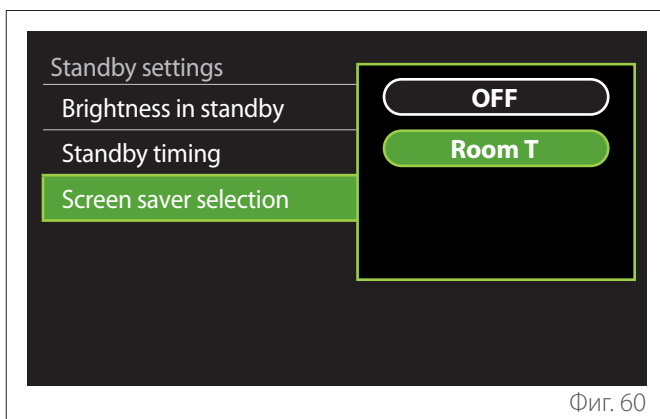 Standby settings
Brightness in standby
Standby timing
Screen saver selection
OFF
Room T
Фиг. 60